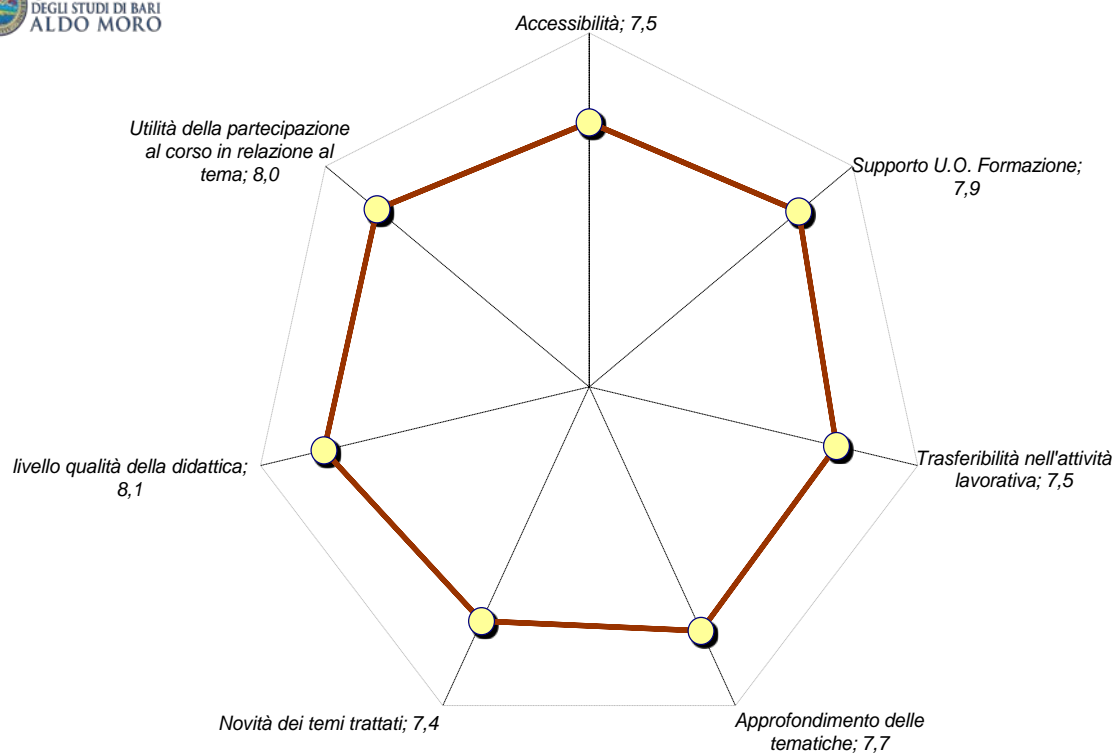 DEGLI STUDI DI BARI
ALDO MORO
Accessibilità; 7,5
Utilità della partecipazione
al corso in relazione al
tema; 8,0
Supporto U.O. Formazione;
7,9
livello qualità della didattica;
8,1
Trasferibilità nell'attività
lavorativa; 7,5
Novità dei temi trattati; 7,4
Approfondimento delle
tematiche; 7,7